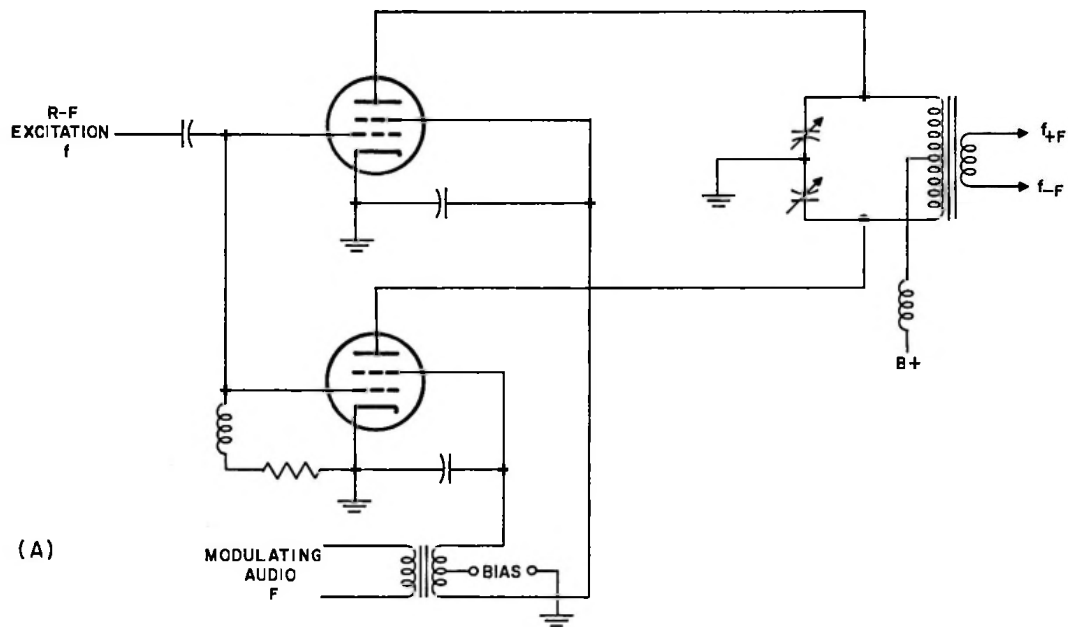 R-F
EXCITATION
f
f+F
f-F
B+
(A)
MODULATING
AUDIO
F
BIAS